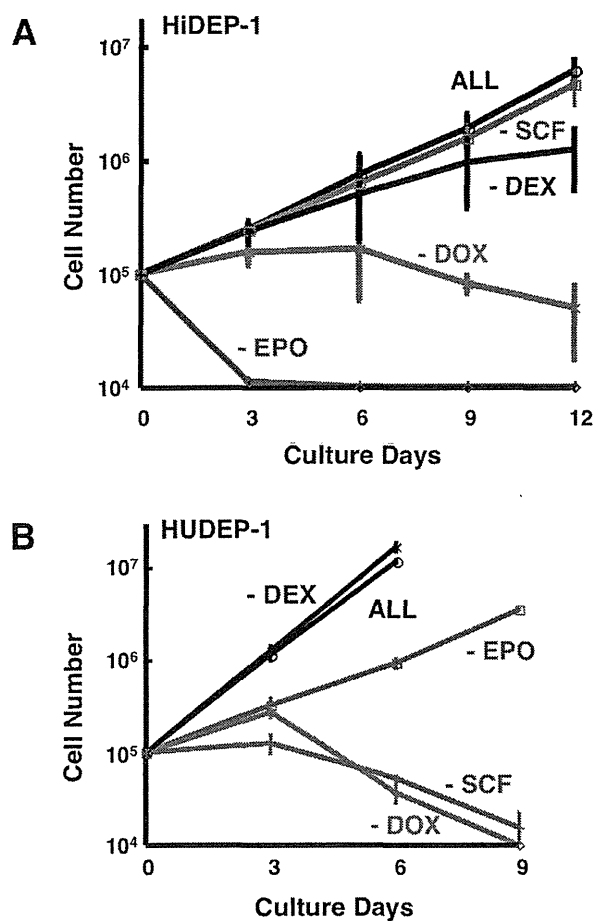 A
HiDEP-1
10⁷
ALL
- SCF
10⁶
- DEX
Cell Number
- DOX
10⁵
- EPO
10⁴
0 3 6 9 12
Culture Days
B
HUDEP-1
10⁷
- DEX
ALL
- EPO
10⁶
Cell Number
10⁵
- SCF
- DOX
10⁴
0 3 6 9
Culture Days